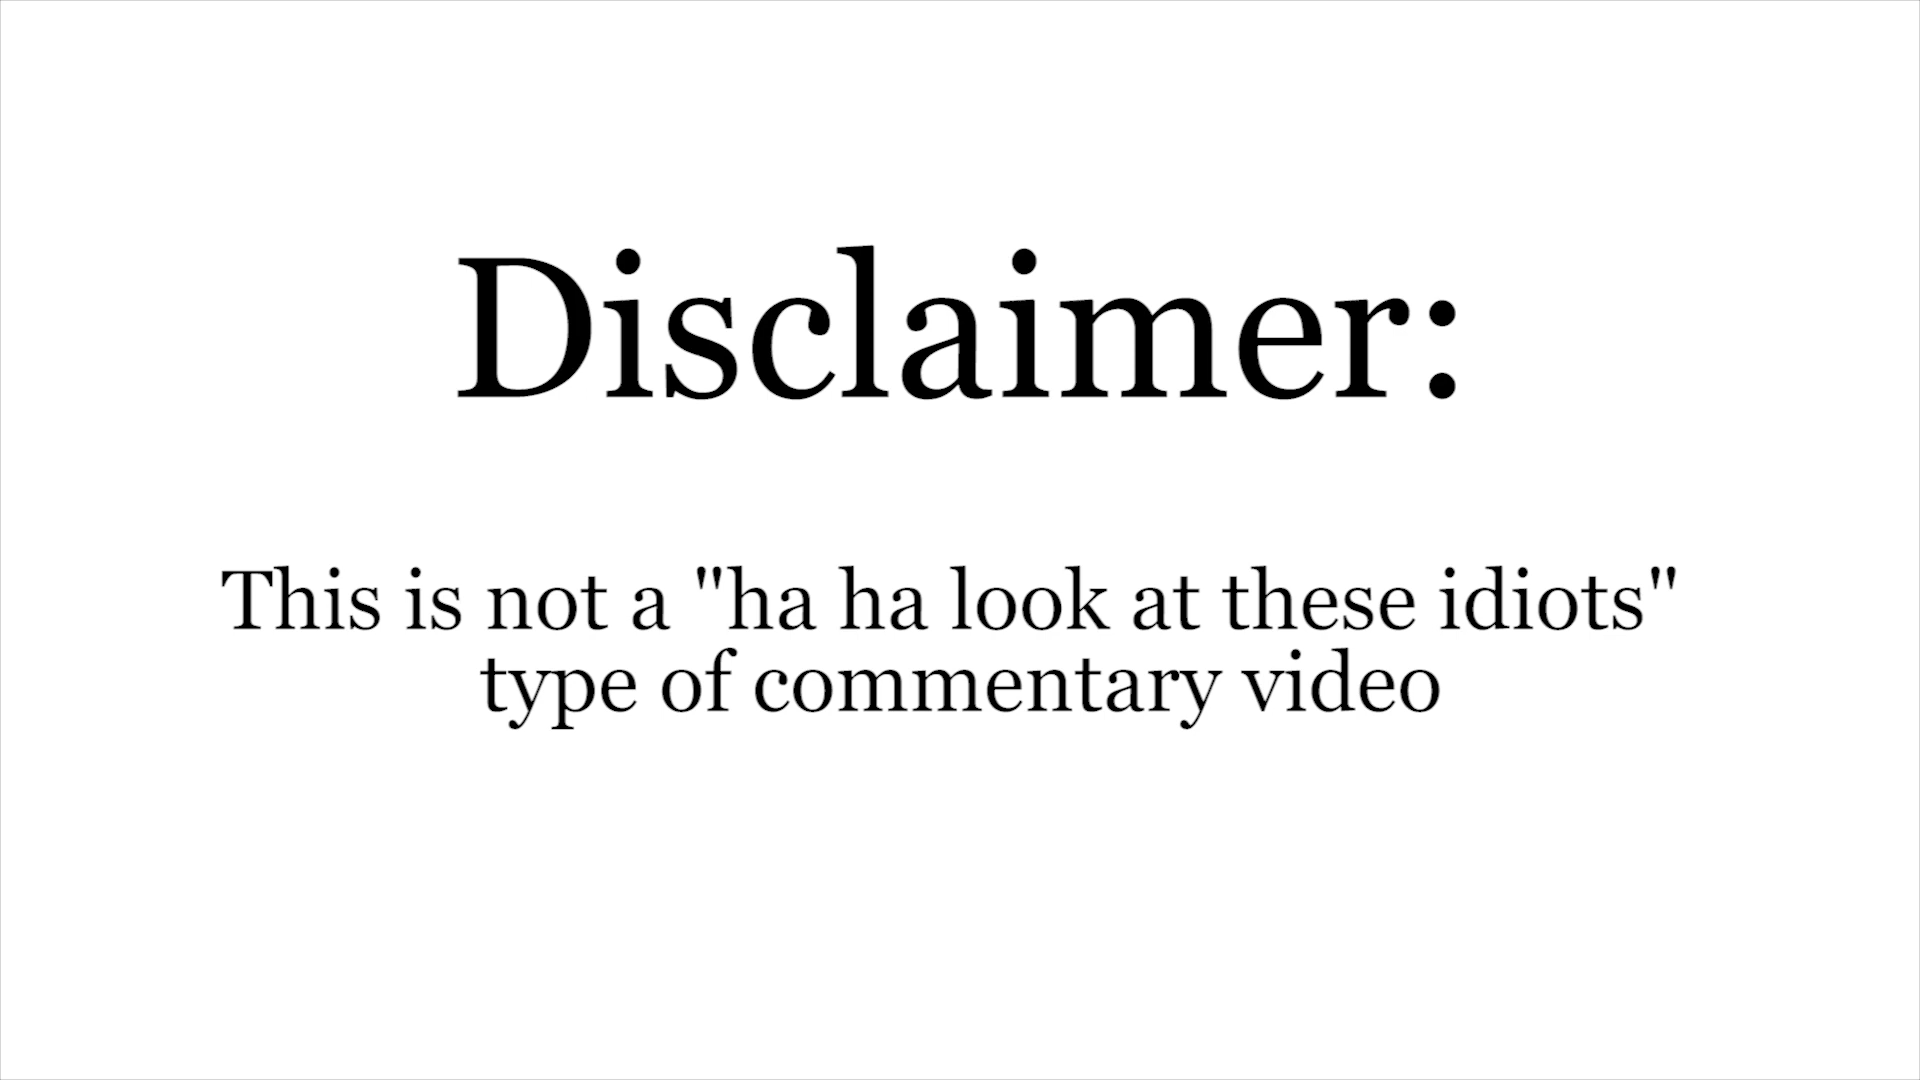 Disclaimer:
This is not a "ha ha look at these idiots"
type of commentary video